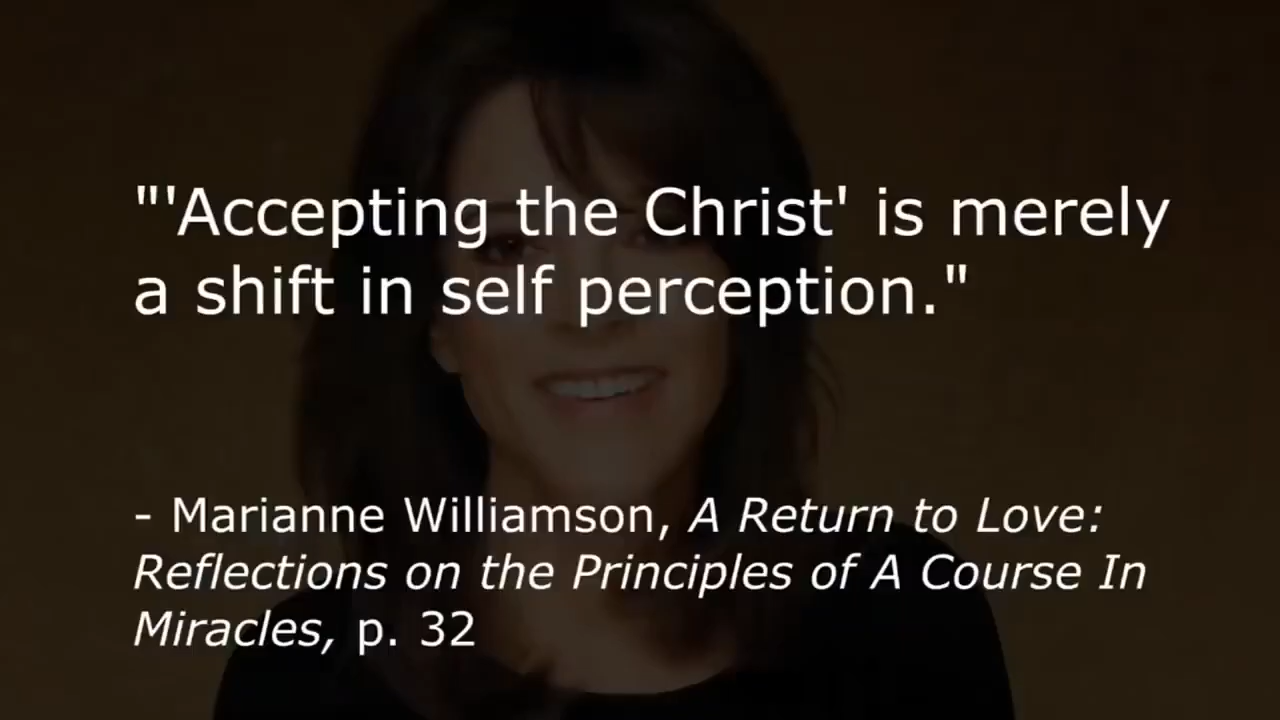 "'Accepting the Christ' is merely
a shift in self perception."
- Marianne Williamson, A Return to Love:
Reflections on the Principles of A Course In
Miracles, p. 32